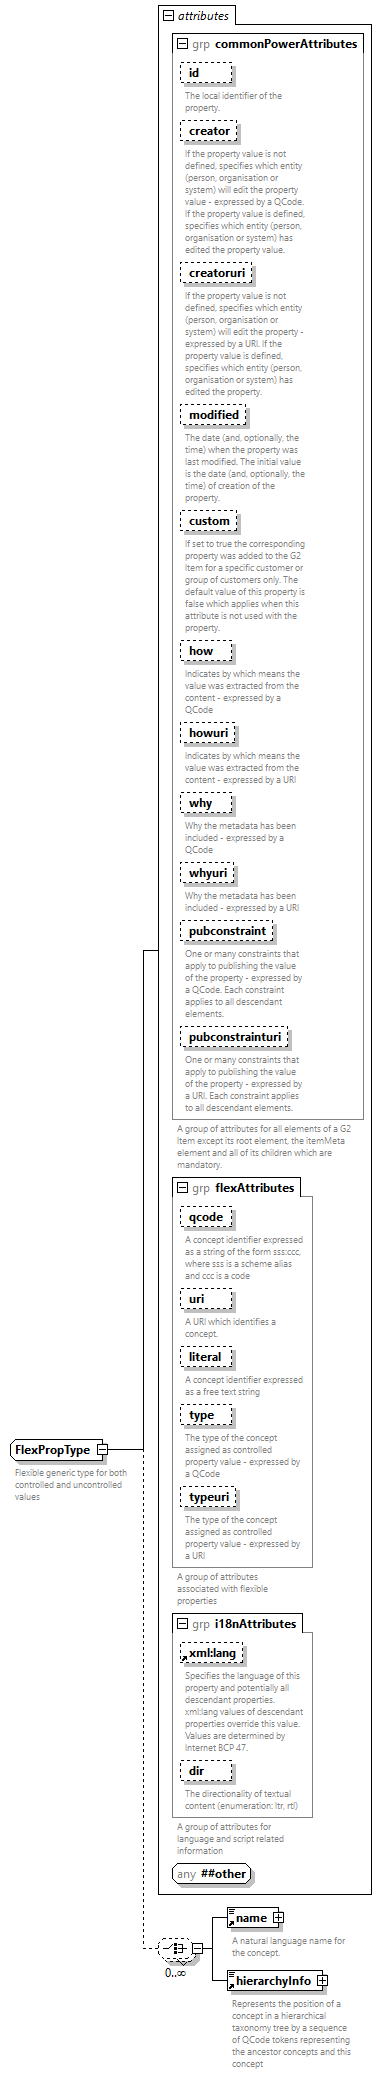 attributes
grp commonPowerAttributes
id
The local identifier of the
property.
creator
If the property value is not
defined, specifies which entity
(person, organisation or
system) will edit the property
value - expressed by a QCode.
If the property value is defined,
specifies which entity (person,
organisation or system) has
edited the property value.
creatoruri
If the property value is not
defined, specifies which entity
(person, organisation or
system) will edit the property -
expressed by a URI. If the
property value is defined,
specifies which entity (person,
organisation or system) has
edited the property.
modified
The date (and, optionally, the
time) when the property was
last modified. The initial value
is the date (and, optionally, the
time) of creation of the
property.
custom
If set to true the corresponding
property was added to the G2
Item for a specific customer or
group of customers only. The
default value of this property is
false which applies when this
attribute is not used with the
property.
how
Indicates by which means the
value was extracted from the
content - expressed by a
QCode
howuri
Indicates by which means the
value was extracted from the
content - expressed by a URI
why
Why the metadata has been
included - expressed by a
QCode
whyuri
Why the metadata has been
included - expressed by a URI
pubconstraint
One or many constraints that
apply to publishing the value
of the property - expressed by
a QCode. Each constraint
applies to all descendant
elements.
pubconstrainturi
One or many constraints that
apply to publishing the value
of the property - expressed by
a URI. Each constraint applies
to all descendant elements.
A group of attributes for all elements of a G2
Item except its root element, the itemMeta
element and all of its children which are
mandatory.
grp flexAttributes
qcode
A concept identifier expressed
as a string of the form sss:ccc,
where sss is a scheme alias
and ccc is a code
uri
A URI which identifies a
concept.
literal
A concept identifier expressed
as a free text string
type
The type of the concept
assigned as controlled
property value - expressed by
a QCode
typeuri
The type of the concept
assigned as controlled
property value - expressed by
a URI
A group of attributes
associated with flexible
properties
FlexPropType
Flexible generic type for both
controlled and uncontrolled
values
grp i18nAttributes
xml:lang
Specifies the language of this
property and potentially all
descendant properties.
xml:lang values of descendant
properties override this value.
Values are determined by
Internet BCP 47.
dir
The directionality of textual
content (enumeration: ltr, rtl)
A group of attributes for
language and script related
information
any ##other
0..∞
name
A natural language name for
the concept.
hierarchyInfo
Represents the position of a
concept in a hierarchical
taxonomy tree by a sequence
of QCode tokens representing
the ancestor concepts and this
concept